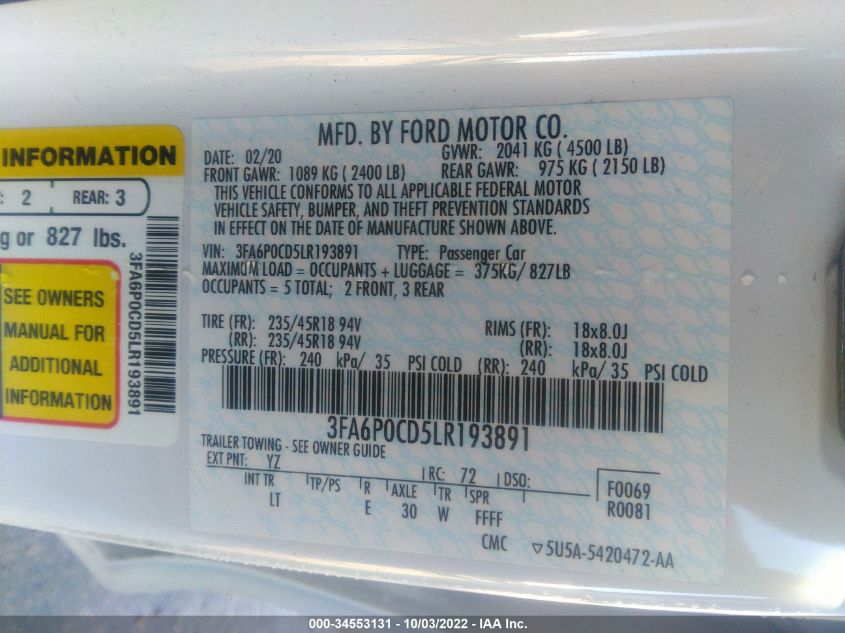 INFORMATION
: 2 REAR: 3
g or 827 lbs.
SEE OWNERS
MANUAL FOR
ADDITIONAL
INFORMATION
3FA6P0CD5LR193891
MFD. BY FORD MOTOR CO.
DATE: 02/20 GVWR: 2041 KG ( 4500 LB)
FRONT GAWR: 1089 KG ( 2400 LB) REAR GAWR: 975 KG ( 2150 LB)
THIS VEHICLE CONFORMS TO ALL APPLICABLE FEDERAL MOTOR
VEHICLE SAFETY, BUMPER, AND THEFT PREVENTION STANDARDS
IN EFFECT ON THE DATE OF MANUFACTURE SHOWN ABOVE.
VIN: 3FA6P0CD5LR193891 TYPE: Passenger Car
MAXIMUM LOAD = OCCUPANTS + LUGGAGE = 375KG/ 827LB
OCCUPANTS = 5 TOTAL; 2 FRONT, 3 REAR
TIRE (FR): 235/45R18 94V RIMS (FR): 18x8.0J
(RR): 235/45R18 94V (RR): 18x8.0J
PRESSURE (FR): 240 kPa/ 35 PSI COLD (RR): 240 kPa/ 35 PSI COLD
3FA6P0CD5LR193891
TRAILER TOWING - SEE OWNER GUIDE
EXT PNT: YZ RC: 72 DSO: F0069
INT TR TP/PS R AXLE TR SPR R0081
LT E 30 W FFFF
CMC ▽5U5A-5420472-AA
000-34553131 - 10/03/2022 - IAA Inc.